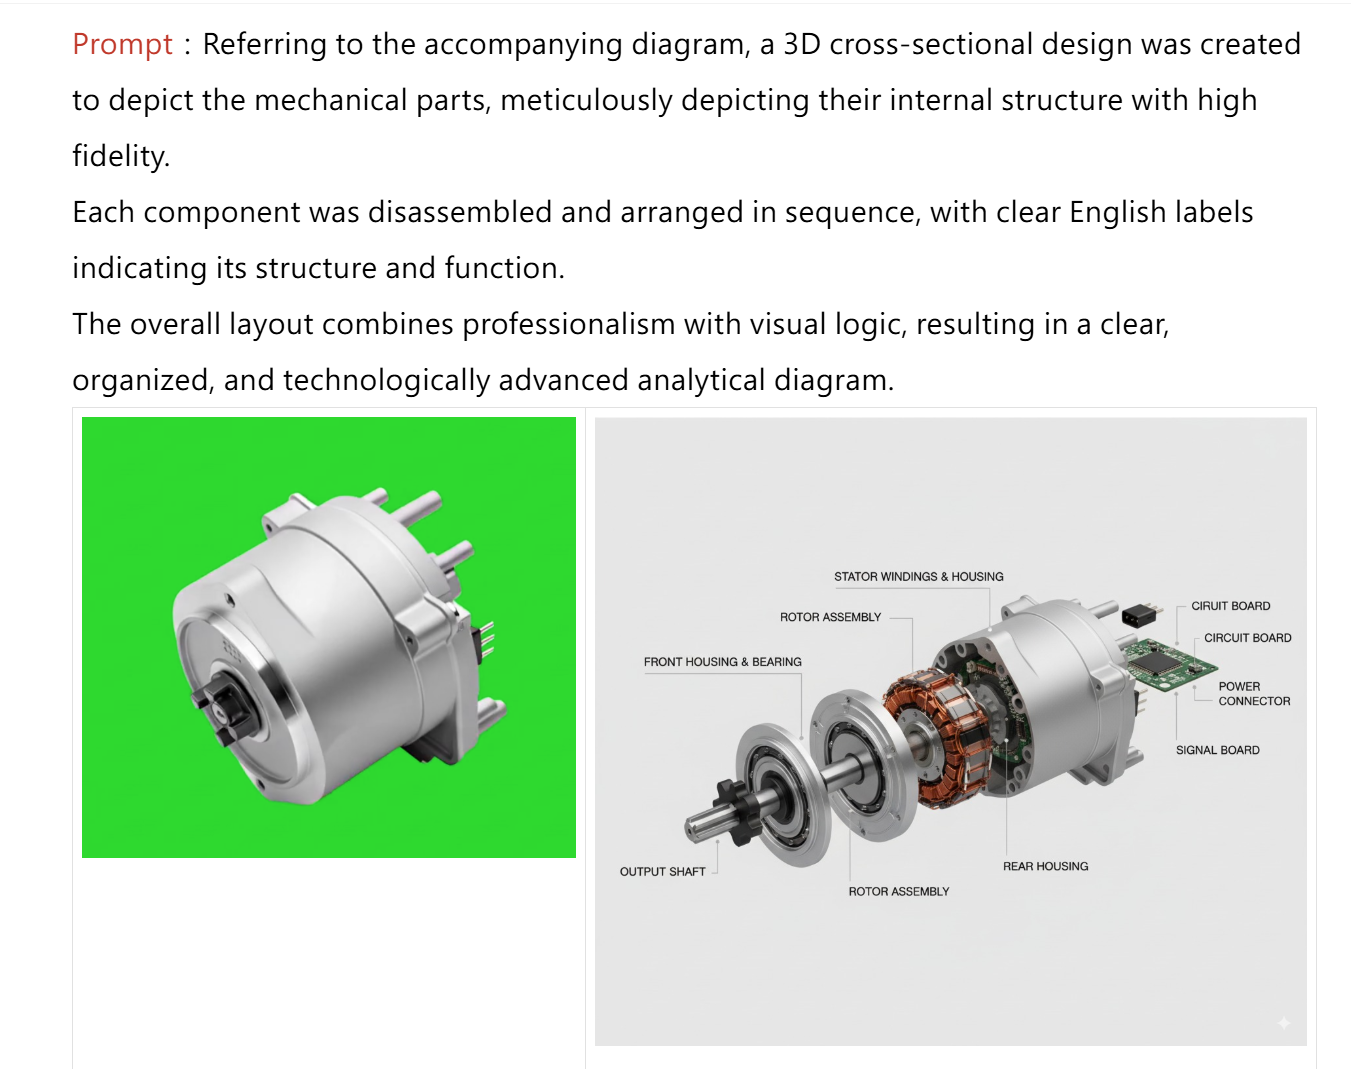 Prompt：Referring to the accompanying diagram, a 3D cross-sectional design was created
to depict the mechanical parts, meticulously depicting their internal structure with high
fidelity.
Each component was disassembled and arranged in sequence, with clear English labels
indicating its structure and function.
The overall layout combines professionalism with visual logic, resulting in a clear,
organized, and technologically advanced analytical diagram.
STATOR WINDINGS & HOUSING
ROTOR ASSEMBLY
FRONT HOUSING & BEARING
CIRUIT BOARD
CIRCUIT BOARD
POWER
CONNECTOR
SIGNAL BOARD
REAR HOUSING
OUTPUT SHAFT
ROTOR ASSEMBLY